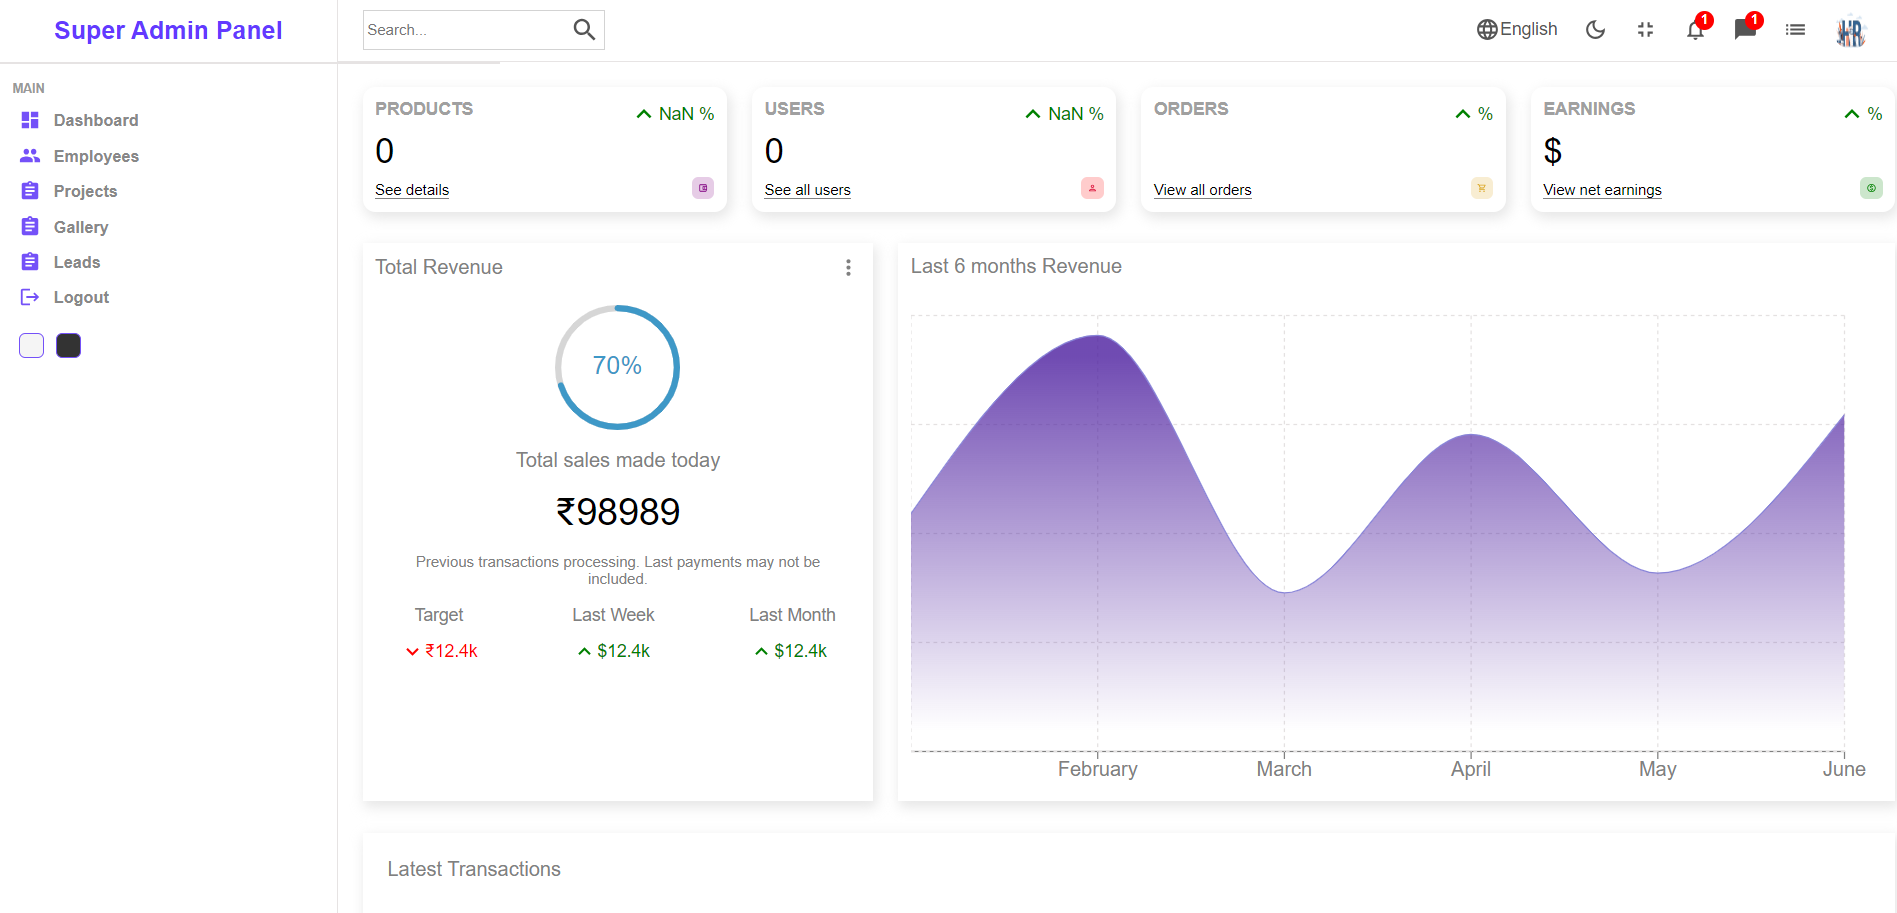 Super Admin Panel
Search...
English
1
1
HR
MAIN
Dashboard
Employees
Projects
Gallery
Leads
Logout
PRODUCTS
NaN %
0
See details
USERS
NaN %
0
See all users
ORDERS
%
View all orders
EARNINGS
%
$
View net earnings
Total Revenue
70%
Total sales made today
₹98989
Previous transactions processing. Last payments may not be
included.
Target
Last Week
Last Month
₹12.4k
$12.4k
$12.4k
Last 6 months Revenue
February
March
April
May
June
Latest Transactions